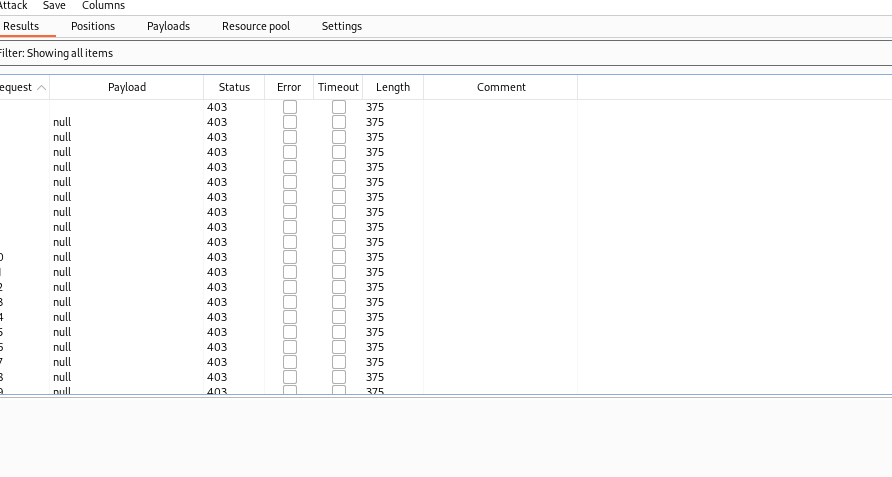 Attack Save Columns
Results Positions Payloads Resource pool Settings
Filter: Showing all items
equest Payload Status Error Timeout Length Comment
403 375
null 403 375
null 403 375
null 403 375
null 403 375
null 403 375
null 403 375
null 403 375
null 403 375
null 403 375
0 null 403 375
1 null 403 375
2 null 403 375
3 null 403 375
4 null 403 375
5 null 403 375
6 null 403 375
7 null 403 375
8 null 403 375
9 null 403 375